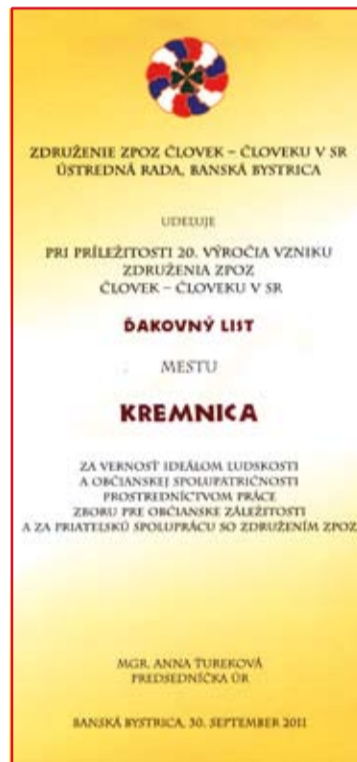 ZDRUŽENIE ZPOZ ČLOVEK – ČLOVEKU V SR
ÚSTREDNÁ RADA, BANSKÁ BYSTRICA
UDEĽUJE
PRI PRÍLEŽITOSTI 20. VÝROČIA VZNIKU
ZDRUŽENIA ZPOZ
ČLOVEK – ČLOVEKU V SR
ĎAKOVNÝ LIST
MESTU
KREMNICA
ZA VERNOSŤ IDEÁLOM ĽUDSKOSTI
A OBČIANSKEJ SPOLUPATRIČNOSTI
PROSTREDNÍCTVOM PRÁCE
ZBORU PRE OBČIANSKE ZÁLEŽITOSTI
A ZA PRIATEĽSKÚ SPOLUPRÁCU SO ZDRUŽENÍM ZPOZ
MGR. ANNA ŤUREKOVÁ
PREDSEDNÍČKA ÚR
BANSKÁ BYSTRICA, 30. SEPTEMBER 2011